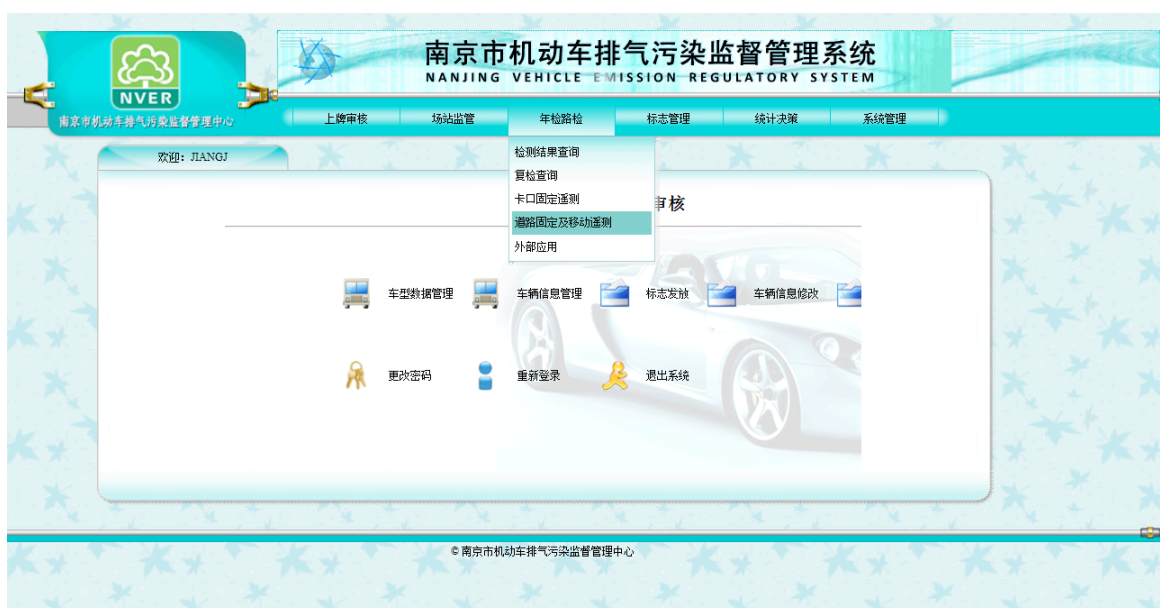 南京市机动车排气污染监督管理系统
NANJING VEHICLE EMISSION REGULATORY SYSTEM
NVER
南京市机动车排气污染监督管理中心
上牌审核 场站监管 年检路检 标志管理 统计决策 系统管理
欢迎：JIANGJ
检测结果查询
复检查询
卡口固定遥测
道路固定及移动遥测
外部应用
审核
车型数据管理 车辆信息管理 标志发放 车辆信息修改
更改密码 重新登录 退出系统
© 南京市机动车排气污染监督管理中心